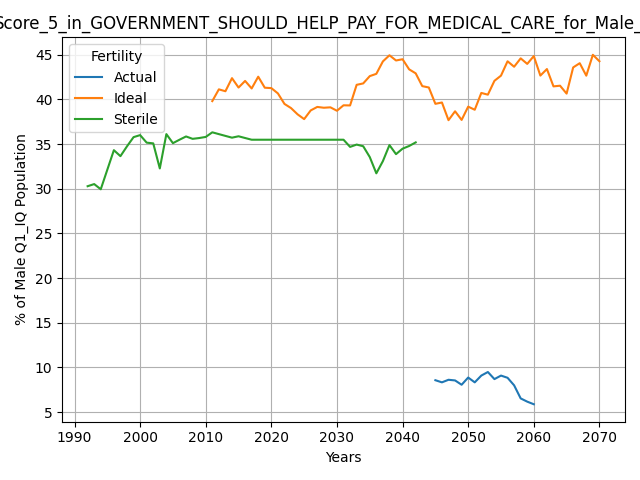 Score_5_in_GOVERNMENT_SHOULD_HELP_PAY_FOR_MEDICAL_CARE_for_Male_
Fertility
Actual
Ideal
Sterile
% of Male Q1_IQ Population
45
40
35
30
25
20
15
10
5
1990 2000 2010 2020 2030 2040 2050 2060 2070
Years